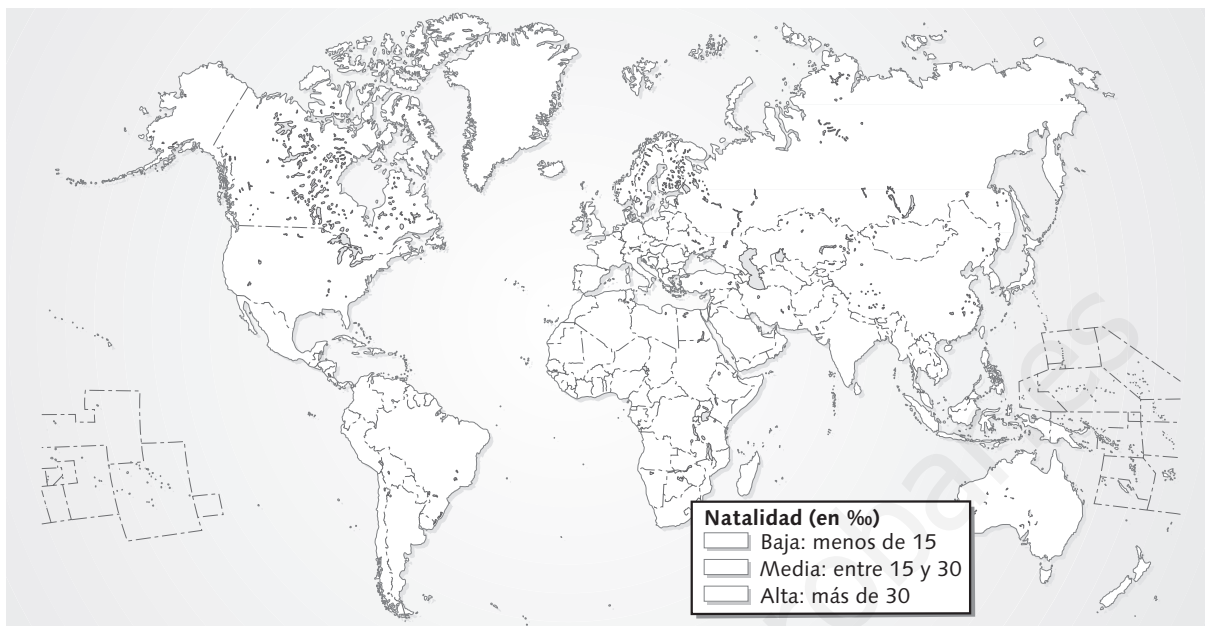 Natalidad (en ‰)
Baja: menos de 15
Media: entre 15 y 30
Alta: más de 30